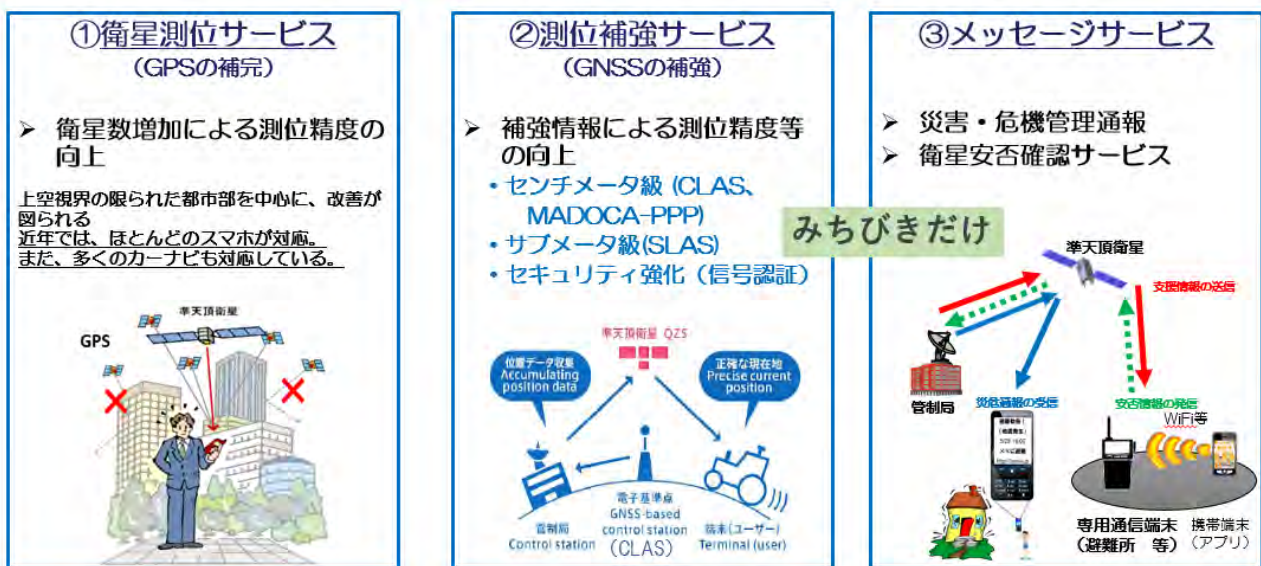 ①衛星測位サービス
(GPSの補完)
➢ 衛星数増加による測位精度の
向上
上空視界の限られた都市部を中心に、改善が
図られる
近年では、ほとんどのスマホが対応。
また、多くのカーナビも対応している。
準天頂衛星
GPS
②測位補強サービス
(GNSSの補強)
➢ 補強情報による測位精度等
の向上
・センチメータ級 (CLAS、
MADOCA-PPP)
・サブメータ級(SLAS)
・セキュリティ強化（信号認証）
準天頂衛星 QZS
位置データ収集
Accumulating
position data
正確な現在地
Precise current
position
電子基準点
GNSS-based
control station
(CLAS)
管制局
Control station
端末(ユーザー)
Terminal (user)
みちびきだけ
③メッセージサービス
➢ 災害・危機管理通報
➢ 衛星安否確認サービス
準天頂衛星
支援情報の送信
管制局
災危通報の受信
安否情報の発信
WiFi等
専用通信端末
(避難所 等)
携帯端末
(アプリ)